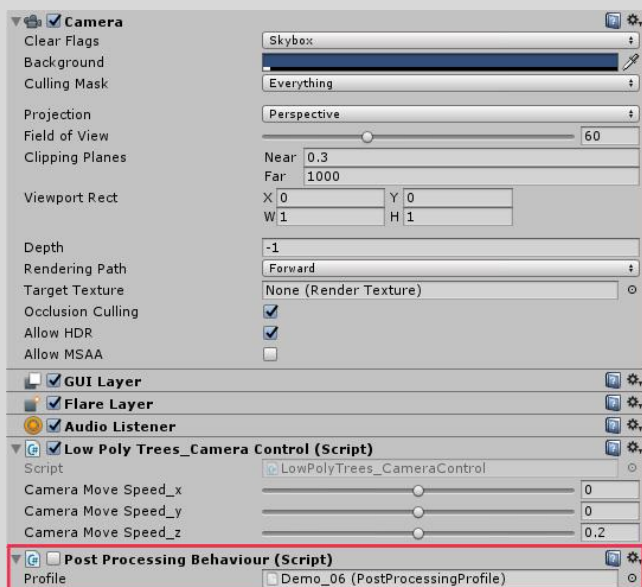 Camera
Clear Flags Skybox
Background
Culling Mask Everything
Projection Perspective
Field of View 60
Clipping Planes Near 0.3
Far 1000
Viewport Rect X 0 Y 0
W 1 H 1
Depth -1
Rendering Path Forward
Target Texture None (Render Texture)
Occlusion Culling
Allow HDR
Allow MSAA
GUI Layer
Flare Layer
Audio Listener
Low Poly Trees_Camera Control (Script)
Script LowPolyTrees_CameraControl
Camera Move Speed_x 0
Camera Move Speed_y 0
Camera Move Speed_z 0.2
Post Processing Behaviour (Script)
Profile Demo_06 (PostProcessingProfile)